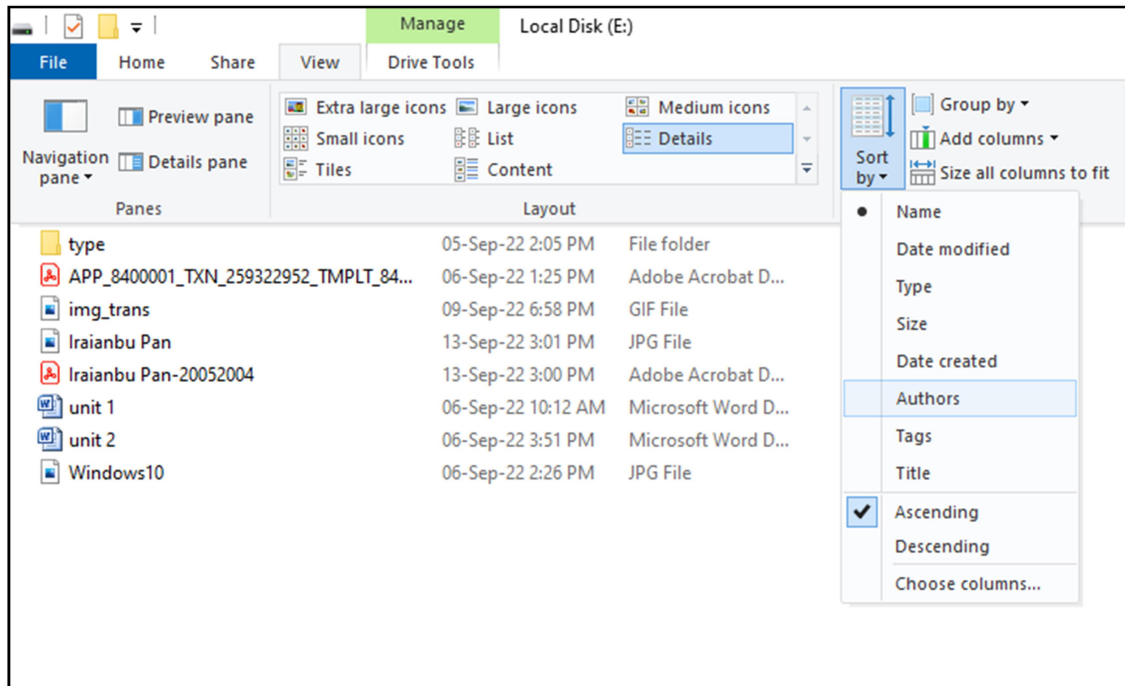 Manage Local Disk (E:)
File Home Share View Drive Tools
Navigation pane
Preview pane
Details pane
Panes
Extra large icons Large icons Medium icons
Small icons List Details
Tiles Content
Layout
Sort by
Group by
Add columns
Size all columns to fit
Name
Date modified
Type
Size
Date created
Authors
Tags
Title
Ascending
Descending
Choose columns...
type 05-Sep-22 2:05 PM File folder
APP_8400001_TXN_259322952_TMPLT_84... 06-Sep-22 1:25 PM Adobe Acrobat D...
img_trans 09-Sep-22 6:58 PM GIF File
Iraianbu Pan 13-Sep-22 3:01 PM JPG File
Iraianbu Pan-20052004 13-Sep-22 3:00 PM Adobe Acrobat D...
unit 1 06-Sep-22 10:12 AM Microsoft Word D...
unit 2 06-Sep-22 3:51 PM Microsoft Word D...
Windows10 06-Sep-22 2:26 PM JPG File